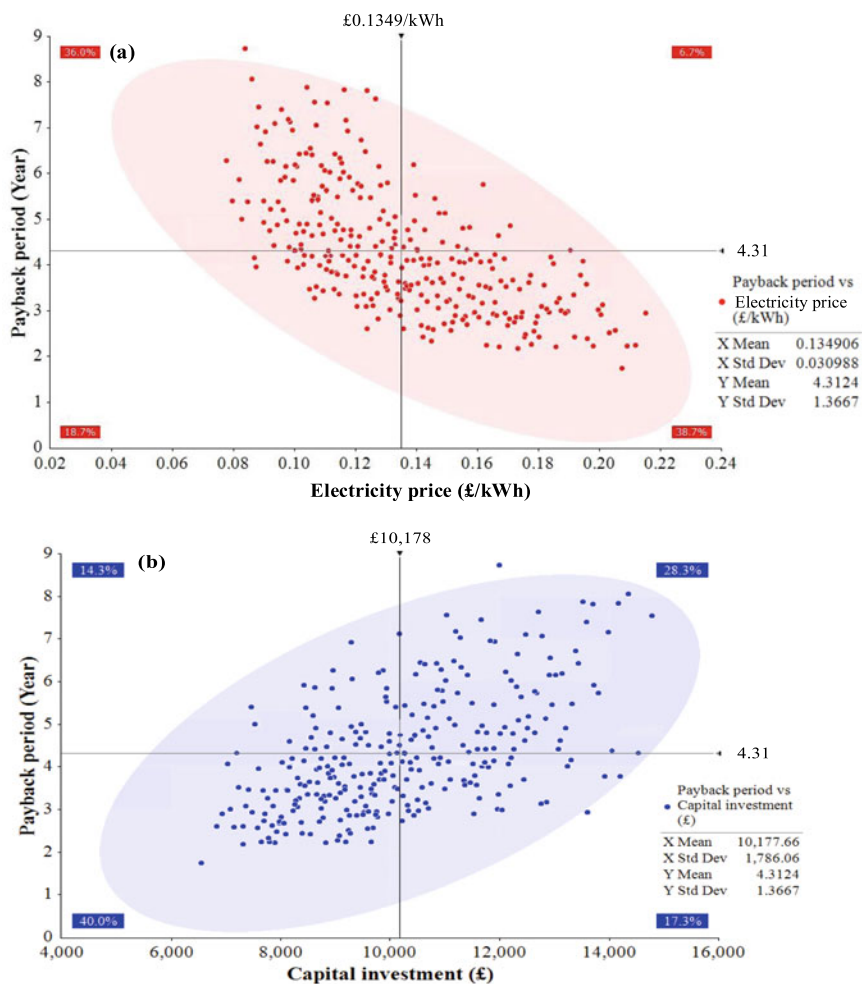 £0.1349/kWh
9
8
7
6
5
4
3
2
1
0
Payback period (Year)
36.0%
(a)
6.7%
4.31
18.7%
38.7%
Payback period vs
Electricity price
(£/kWh)
X Mean 0.134906
X Std Dev 0.030988
Y Mean 4.3124
Y Std Dev 1.3667
0.02 0.04 0.06 0.08 0.10 0.12 0.14 0.16 0.18 0.20 0.22 0.24
Electricity price (£/kWh)
£10,178
9
8
7
6
5
4
3
2
1
0
Payback period (Year)
14.3%
(b)
28.3%
4.31
40.0%
17.3%
Payback period vs
Capital investment
(£)
X Mean 10,177.66
X Std Dev 1,786.06
Y Mean 4.3124
Y Std Dev 1.3667
4,000 6,000 8,000 10,000 12,000 14,000 16,000
Capital investment (£)